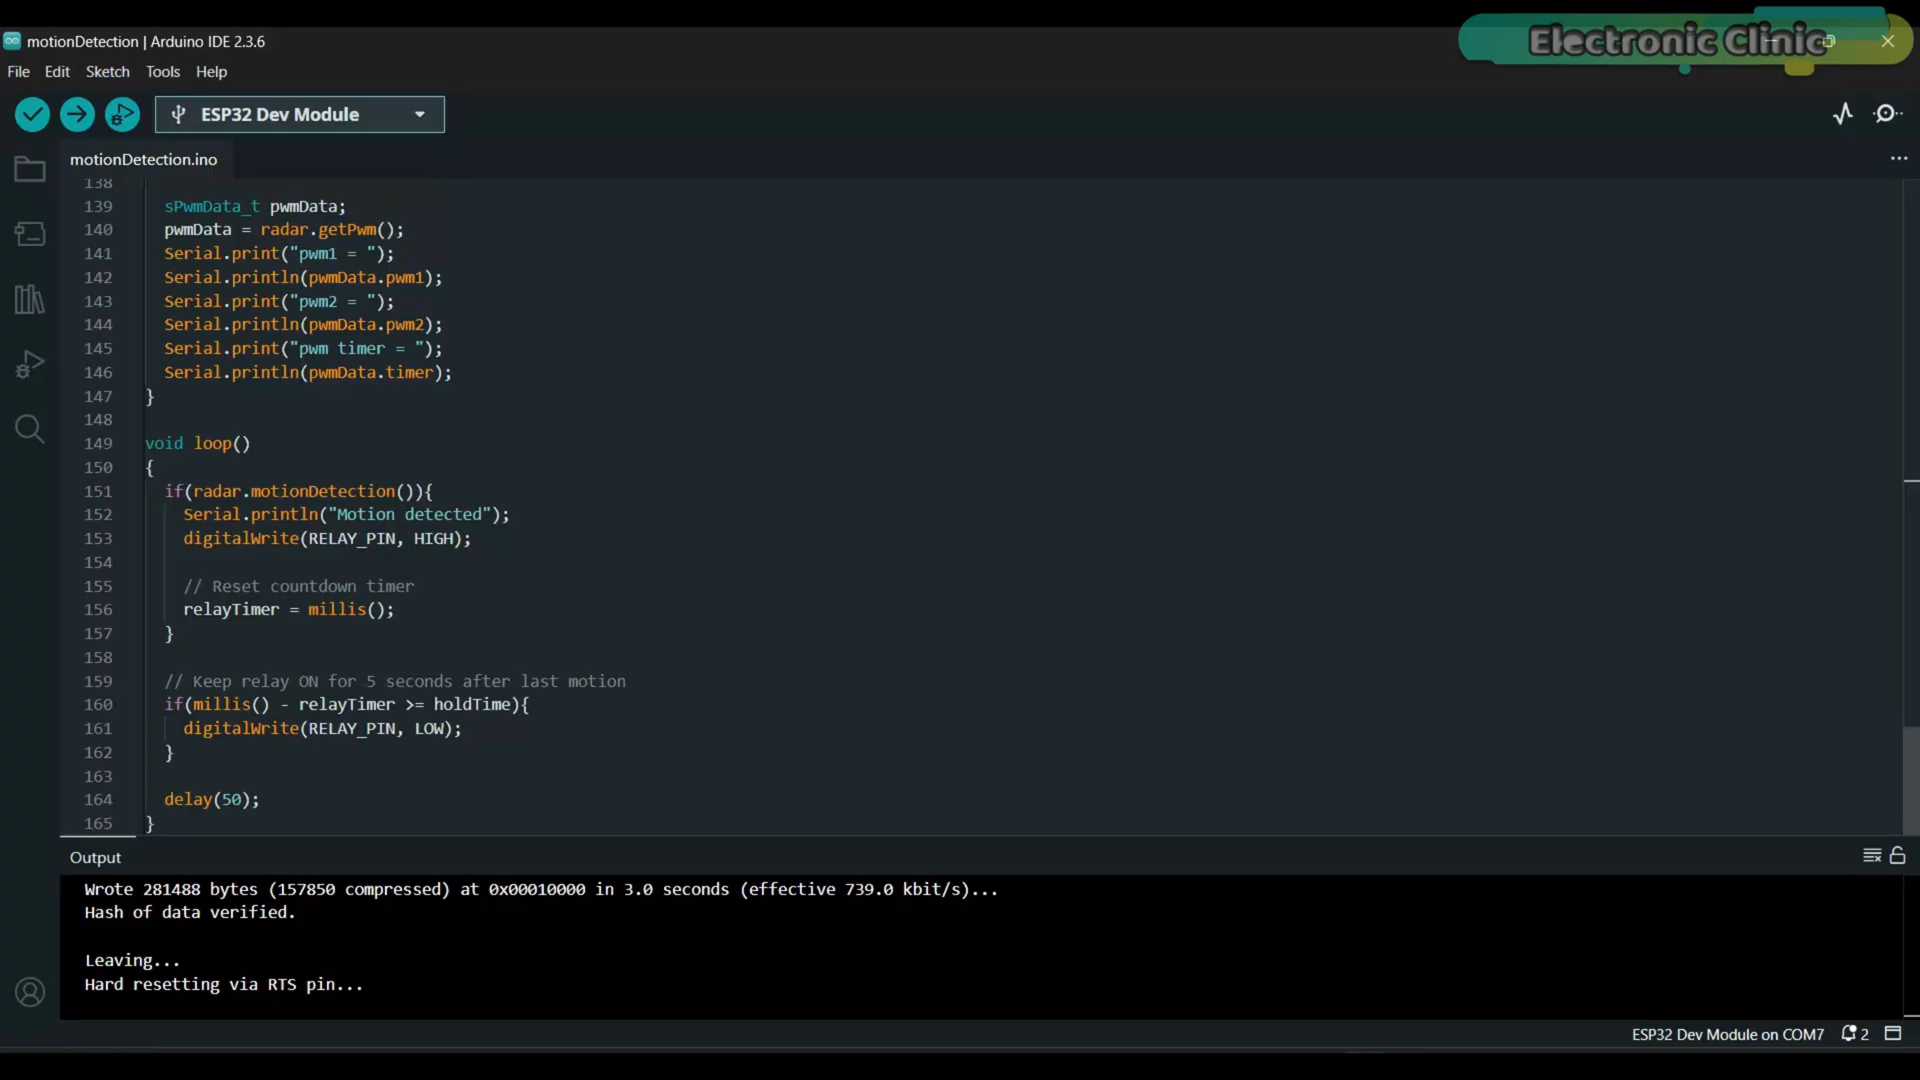 Electronic Clinic
motionDetection | Arduino IDE 2.3.6
File Edit Sketch Tools Help
ESP32 Dev Module
motionDetection.ino
138
139 sPwmData_t pwmData;
140 pwmData = radar.getPwm();
141 Serial.print("pwm1 = ");
142 Serial.println(pwmData.pwm1);
143 Serial.print("pwm2 = ");
144 Serial.println(pwmData.pwm2);
145 Serial.print("pwm timer = ");
146 Serial.println(pwmData.timer);
147 }
148
149 void loop()
150 {
151 if(radar.motionDetection()){
152 Serial.println("Motion detected");
153 digitalWrite(RELAY_PIN, HIGH);
154
155 // Reset countdown timer
156 relayTimer = millis();
157 }
158
159 // Keep relay ON for 5 seconds after last motion
160 if(millis() - relayTimer >= holdTime){
161 digitalWrite(RELAY_PIN, LOW);
162 }
163
164 delay(50);
165 }
Output
Wrote 281488 bytes (157850 compressed) at 0x00010000 in 3.0 seconds (effective 739.0 kbit/s)...
Hash of data verified.
Leaving...
Hard resetting via RTS pin...
ESP32 Dev Module on COM7 2